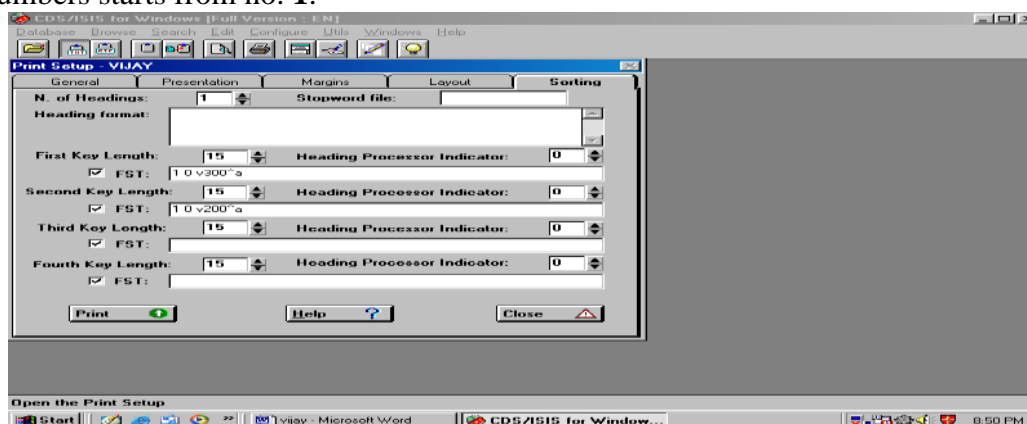 numbers starts from no. 1.
CDS/ISIS for Windows [Full Version : EN]
Database Browse Search Edit Configure Utils Windows Help
Print Setup - VIJAY
General Presentation Margins Layout Sorting
N. of Headings: 1 Stopword file:
Heading format:
First Key Length: 15 Heading Processor Indicator: 0
FST: 1 0 v300^a
Second Key Length: 15 Heading Processor Indicator: 0
FST: 1 0 v200^a
Third Key Length: 15 Heading Processor Indicator: 0
FST:
Fourth Key Length: 15 Heading Processor Indicator: 0
FST:
Print Help ? Close
Open the Print Setup
Start » vijay - Microsoft Word CDS/ISIS for Window... 8:50 PM